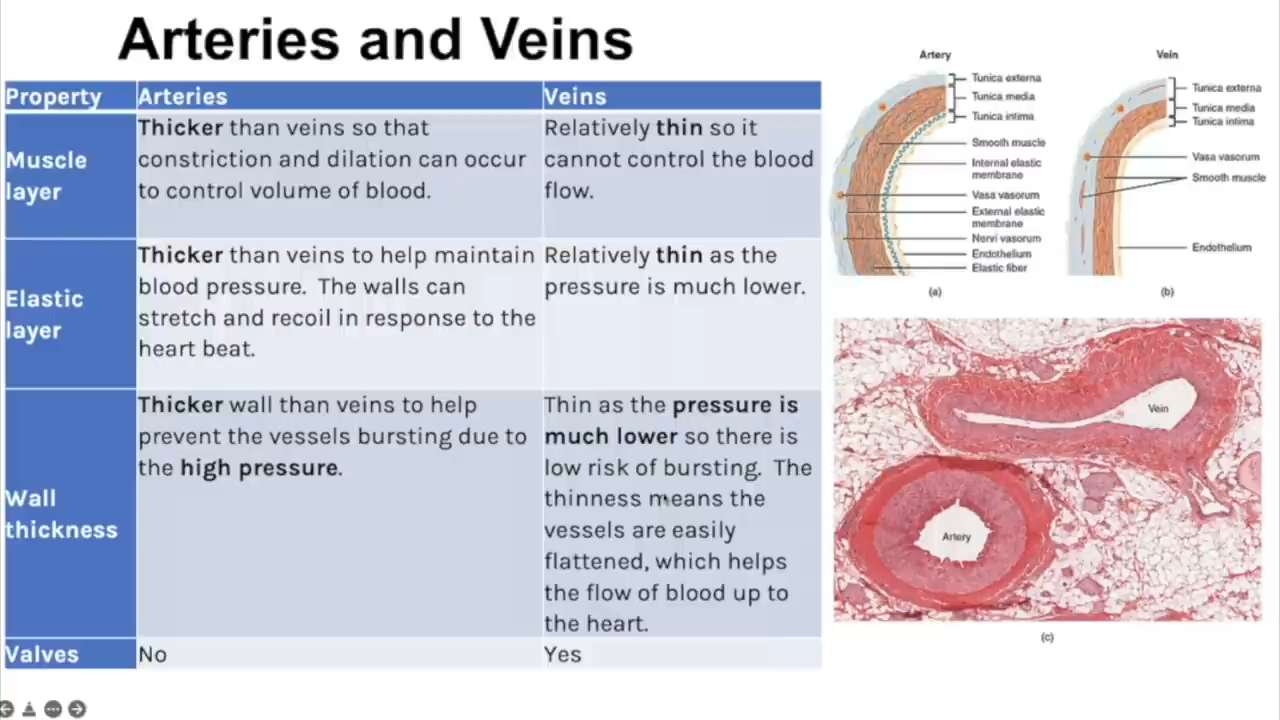 Arteries and Veins
Property
Arteries
Veins
Muscle
layer
Thicker than veins so that
constriction and dilation can occur
to control volume of blood.
Relatively thin so it
cannot control the blood
flow.
Elastic
layer
Thicker than veins to help maintain
blood pressure. The walls can
stretch and recoil in response to the
heart beat.
Relatively thin as the
pressure is much lower.
Wall
thickness
Thicker wall than veins to help
prevent the vessels bursting due to
the high pressure.
Thin as the pressure is
much lower so there is
low risk of bursting. The
thinness means the
vessels are easily
flattened, which helps
the flow of blood up to
the heart.
Valves
No
Yes
Artery
Tunica externa
Tunica media
Tunica intima
Smooth muscle
Internal elastic
membrane
Vasa vasorum
External elastic
membrane
Nervi vasorum
Endothelium
Elastic fiber
(a)
Vein
Tunica externa
Tunica media
Tunica intima
Vasa vasorum
Smooth muscle
Endothelium
(b)
Vein
Artery
(c)